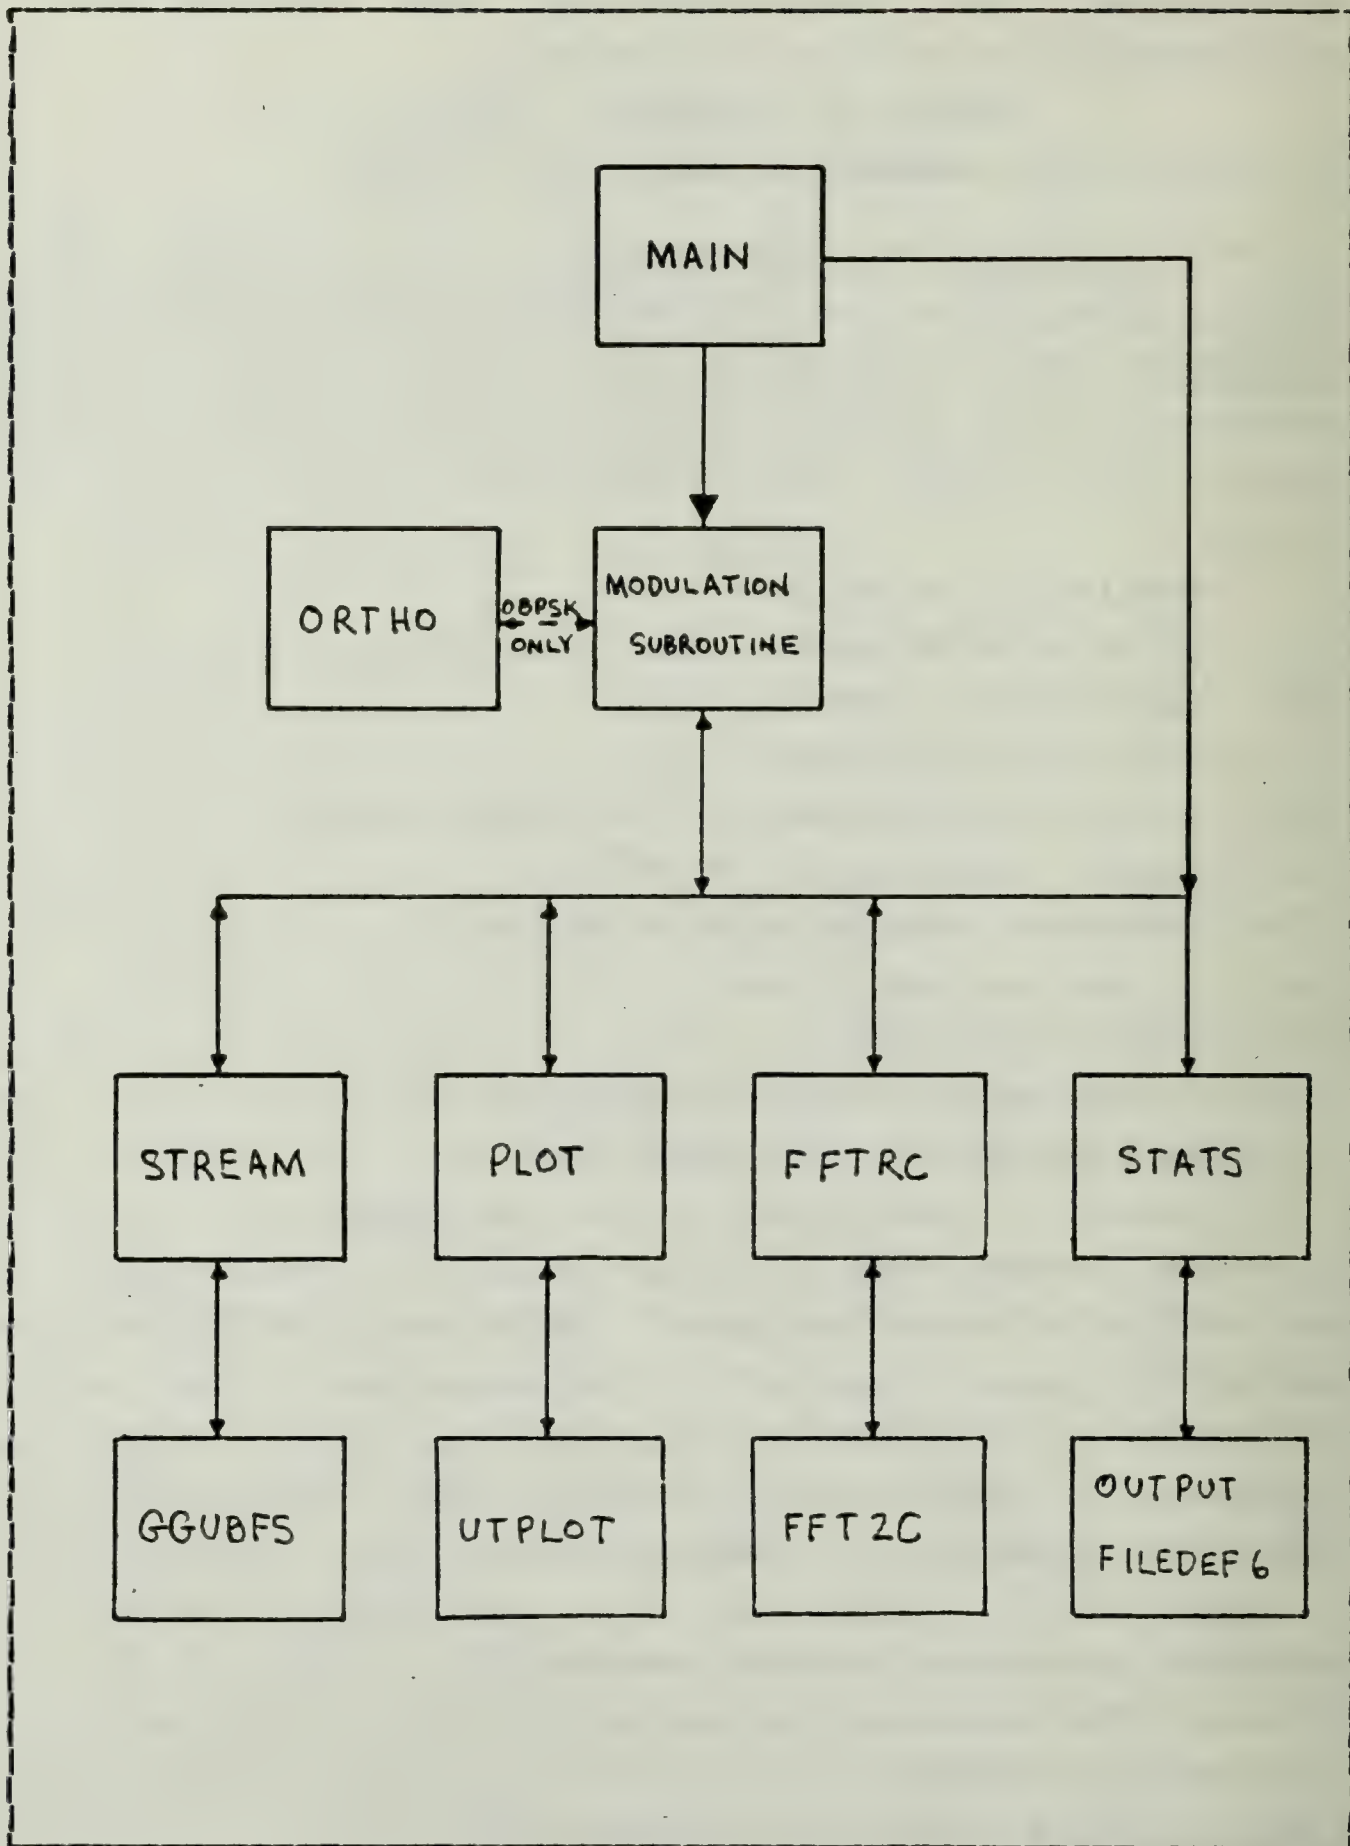 MAIN
ORTHO
OBPSK
ONLY
MODULATION
SUBROUTINE
STREAM
PLOT
FFTRC
STATS
GGUBFS
UTPLOT
FFT2C
OUTPUT
FILEDEF 6